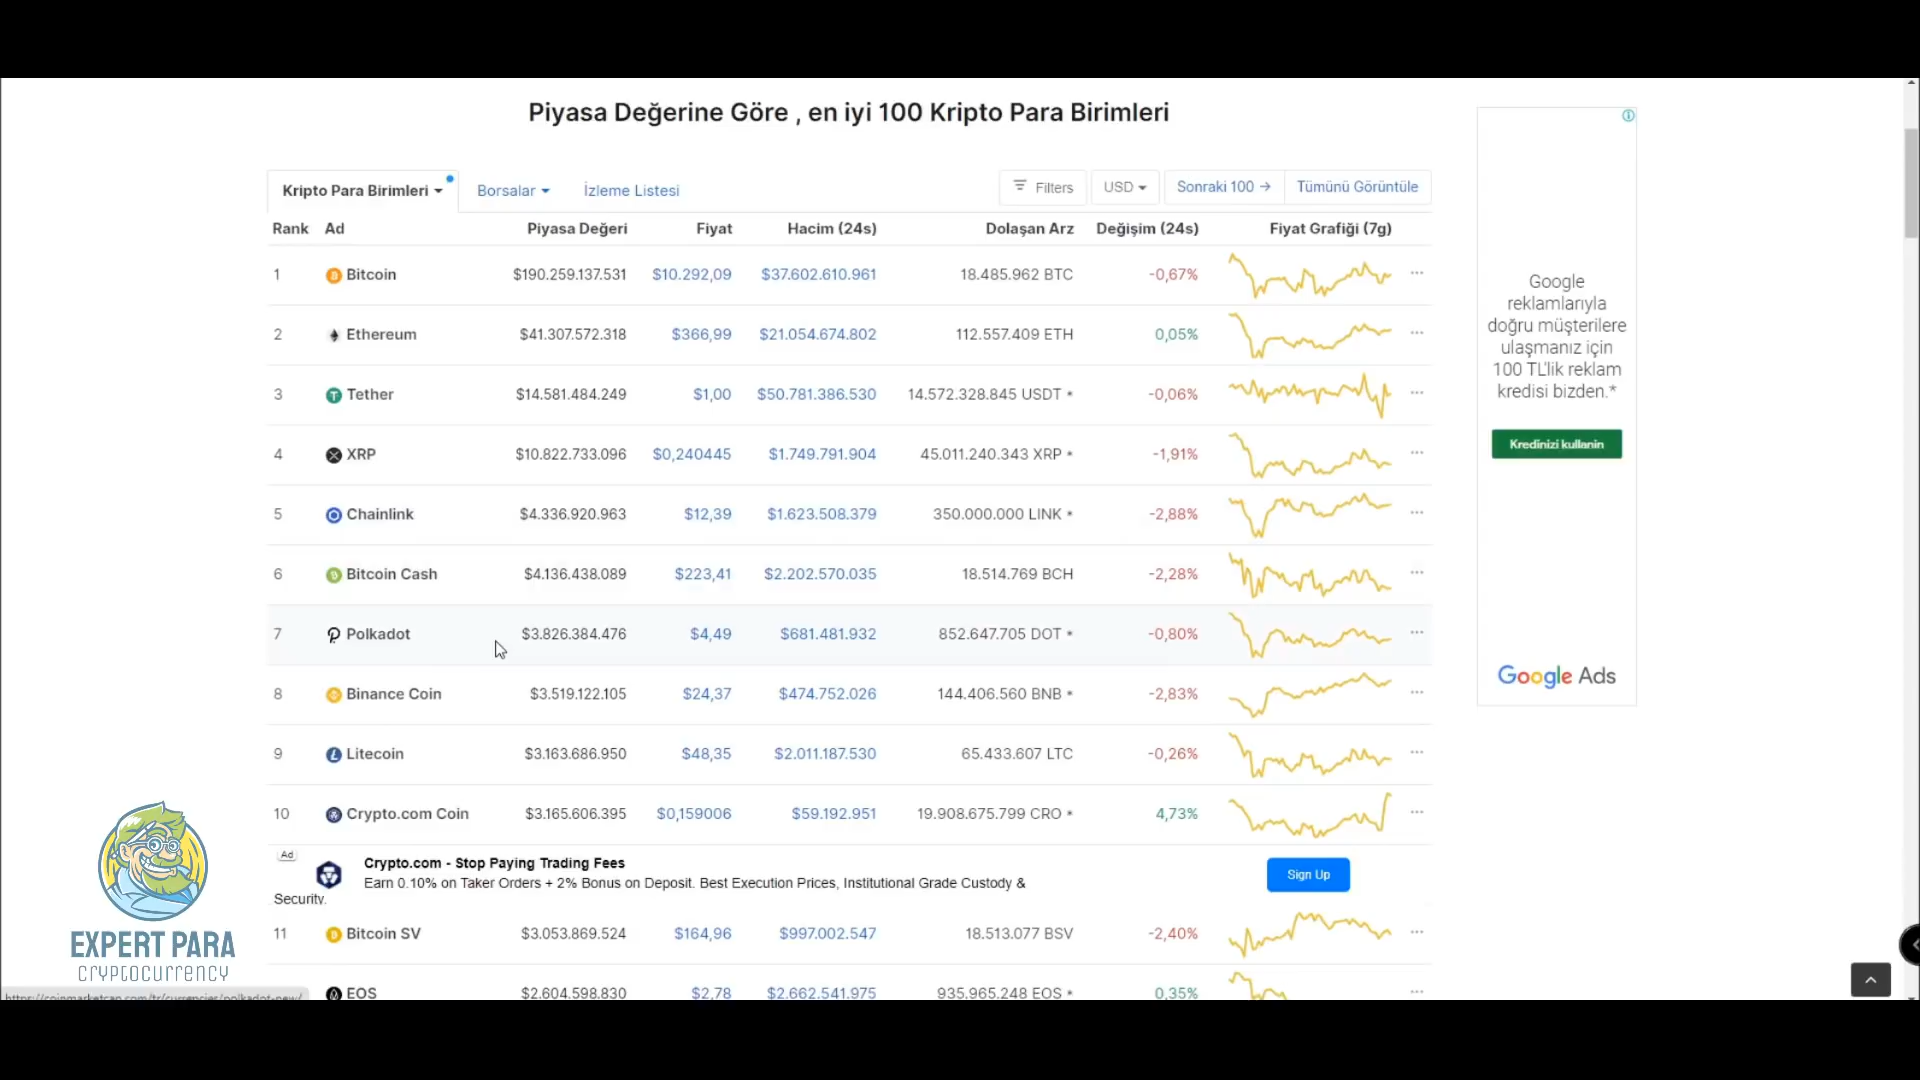 Piyasa Değerine Göre , en iyi 100 Kripto Para Birimleri
Kripto Para Birimleri Borsalar İzleme Listesi Filters USD Sonraki 100 → Tümünü Görüntüle
Rank Ad Piyasa Değeri Fiyat Hacim (24s) Dolaşan Arz Değişim (24s) Fiyat Grafiği (7g)
1 Bitcoin $190.259.137.531 $10.292,09 $37.602.610.961 18.485.962 BTC -0,67%
2 Ethereum $41.307.572.318 $366,99 $21.054.674.802 112.557.409 ETH 0,05%
3 Tether $14.581.484.249 $1,00 $50.781.386.530 14.572.328.845 USDT * -0,06%
4 XRP $10.822.733.096 $0,240445 $1.749.791.904 45.011.240.343 XRP * -1,91%
5 Chainlink $4.336.920.963 $12,39 $1.623.508.379 350.000.000 LINK * -2,88%
6 Bitcoin Cash $4.136.438.089 $223,41 $2.202.570.035 18.514.769 BCH -2,28%
7 Polkadot $3.826.384.476 $4,49 $681.481.932 852.647.705 DOT * -0,80%
8 Binance Coin $3.519.122.105 $24,37 $474.752.026 144.406.560 BNB * -2,83%
9 Litecoin $3.163.686.950 $48,35 $2.011.187.530 65.433.607 LTC -0,26%
10 Crypto.com Coin $3.165.606.395 $0,159006 $59.192.951 19.908.675.799 CRO * 4,73%
Ad
Crypto.com - Stop Paying Trading Fees
Earn 0.10% on Taker Orders + 2% Bonus on Deposit. Best Execution Prices, Institutional Grade Custody &
Security.
Sign Up
11 Bitcoin SV $3.053.869.524 $164,96 $997.002.547 18.513.077 BSV -2,40%
EOS $2.604.598.830 $2,78 $2.662.541.975 935.965.248 EOS * 0,35%
Google
reklamlarıyla
doğru müşterilere
ulaşmanız için
100 TL'lik reklam
kredisi bizden.*
Kredinizi kullanin
Google Ads
EXPERT PARA
CRYPTOCURRENCY
https://coinmarketcap.com/tr/currencies/polkadot-new/